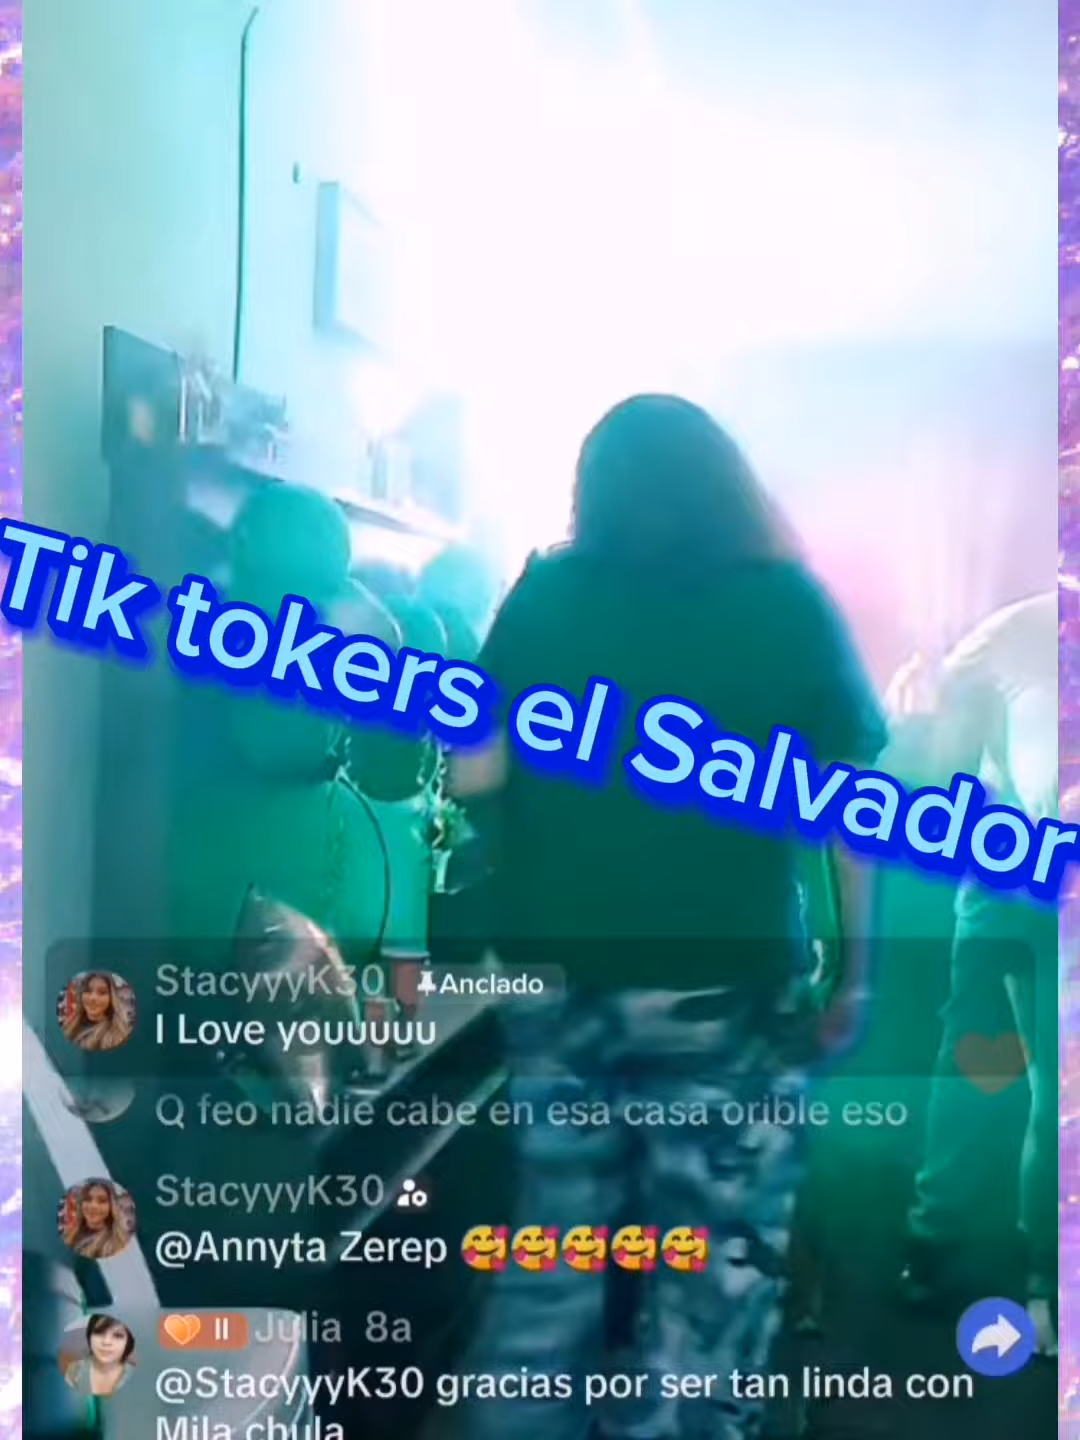 Tik tokers el Salvador
StacyyyK30 Anclado
I Love youuuuu
Q feo nadie cabe en esa casa orible eso
StacyyyK30
@Annyta Zerep 🥰🥰🥰🥰🥰
II Julia 8a
@StacyyyK30 gracias por ser tan linda con
Mila chula